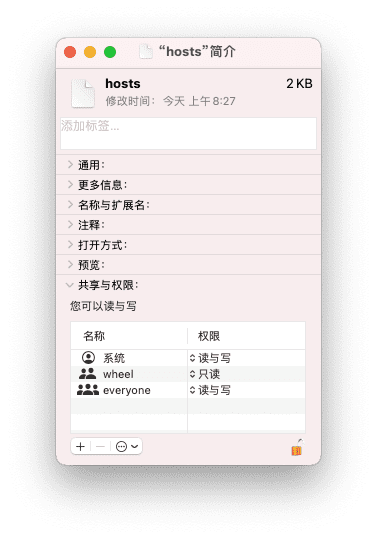 “hosts”简介
hosts 2 KB
修改时间：今天 上午8:27
添加标签...
通用：
更多信息：
名称与扩展名：
注释：
打开方式：
预览：
共享与权限：
您可以读与写
名称 权限
系统 读与写
wheel 只读
everyone 读与写